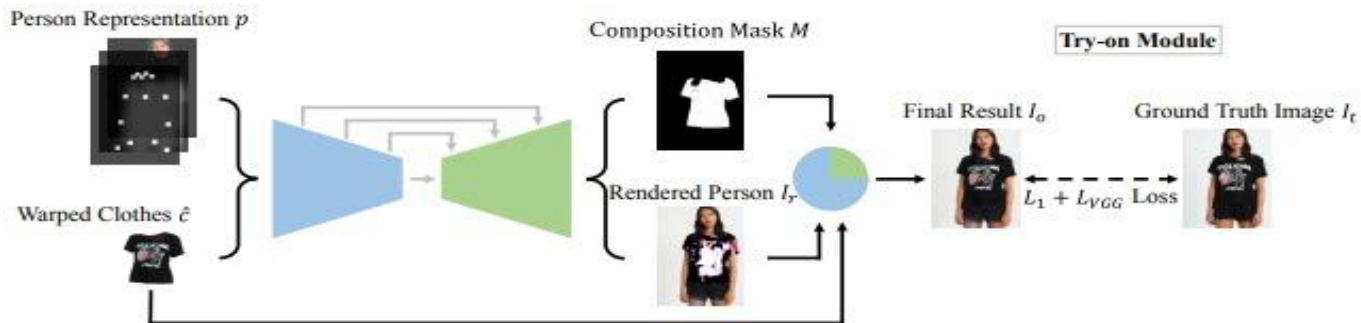 Person Representation p
Composition Mask M
Try-on Module
Final Result I_o
Ground Truth Image I_t
Rendered Person I_r
L_1 + L_VGG Loss
Warped Clothes ĉ